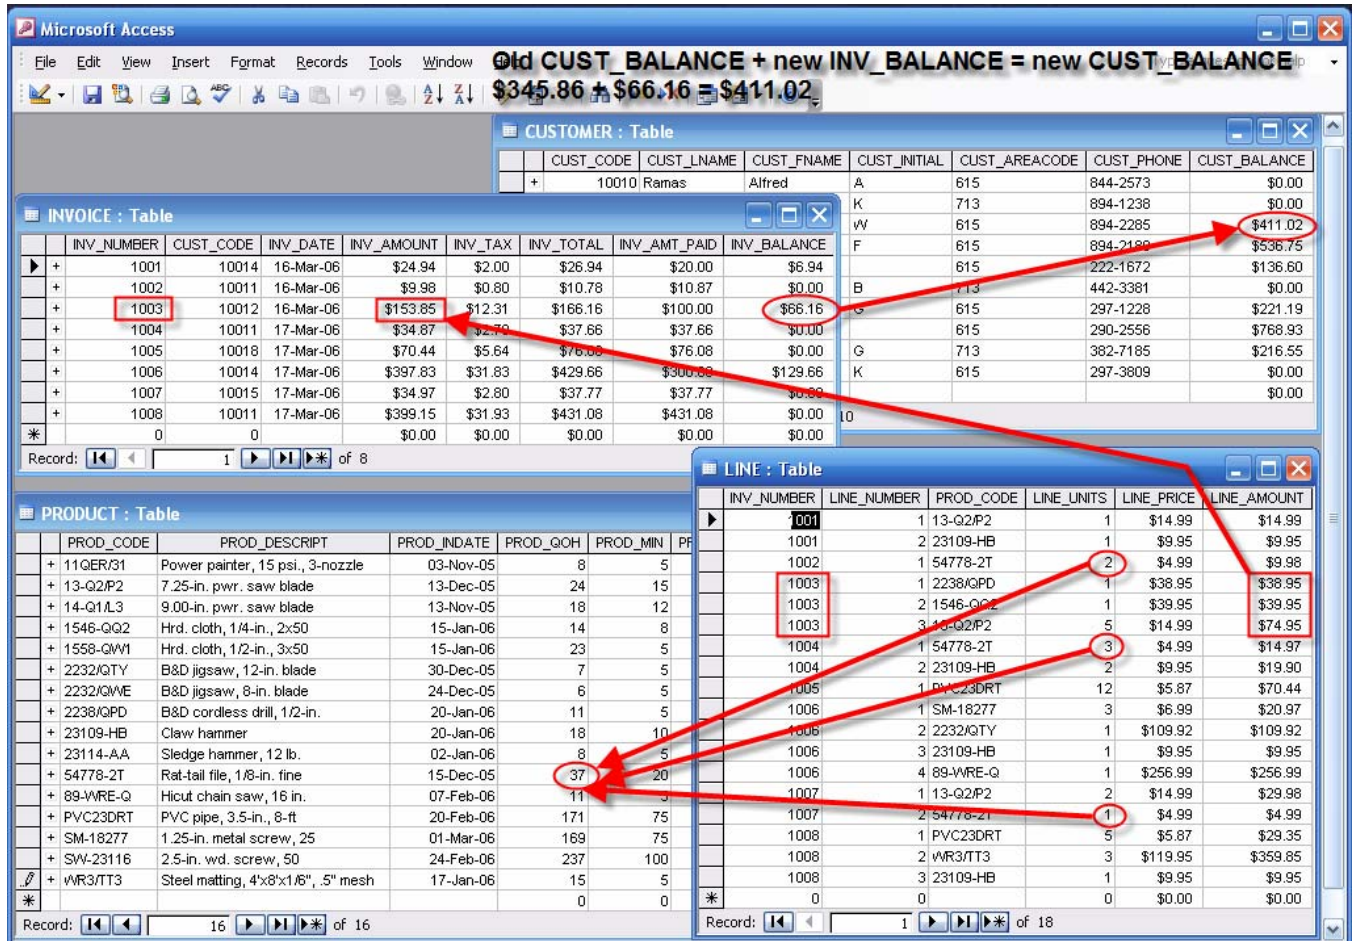 Microsoft Access
File Edit View Insert Format Records Tools Window
Old CUST_BALANCE + new INV_BALANCE = new CUST_BALANCE
$345.86 + $66.16 = $411.02
CUSTOMER : Table
CUST_CODE CUST_LNAME CUST_FNAME CUST_INITIAL CUST_AREACODE CUST_PHONE CUST_BALANCE
+ 10010 Ramas Alfred A 615 844-2573 $0.00
K 713 894-1238 $0.00
W 615 894-2285 $411.02
F 615 894-2180 $536.75
615 222-1672 $136.60
B 713 442-3381 $0.00
G 615 297-1228 $221.19
615 290-2556 $768.93
G 713 382-7185 $216.55
K 615 297-3809 $0.00
$0.00
10
INVOICE : Table
INV_NUMBER CUST_CODE INV_DATE INV_AMOUNT INV_TAX INV_TOTAL INV_AMT_PAID INV_BALANCE
+ 1001 10014 16-Mar-06 $24.94 $2.00 $26.94 $20.00 $6.94
+ 1002 10011 16-Mar-06 $9.98 $0.80 $10.78 $10.87 $0.00
+ 1003 10012 16-Mar-06 $153.85 $12.31 $166.16 $100.00 $66.16
+ 1004 10011 17-Mar-06 $34.87 $2.79 $37.66 $37.66 $0.00
+ 1005 10018 17-Mar-06 $70.44 $5.64 $76.08 $76.08 $0.00
+ 1006 10014 17-Mar-06 $397.83 $31.83 $429.66 $300.00 $129.66
+ 1007 10015 17-Mar-06 $34.97 $2.80 $37.77 $37.77 $0.00
+ 1008 10011 17-Mar-06 $399.15 $31.93 $431.08 $431.08 $0.00
0 0 $0.00 $0.00 $0.00 $0.00 $0.00
Record: 1 of 8
PRODUCT : Table
PROD_CODE PROD_DESCRIPT PROD_INDATE PROD_QOH PROD_MIN
+ 11QER/31 Power painter, 15 psi., 3-nozzle 03-Nov-05 8 5
+ 13-Q2/P2 7.25-in. pwr. saw blade 13-Dec-05 24 15
+ 14-Q1/L3 9.00-in. pwr. saw blade 13-Nov-05 18 12
+ 1546-QQ2 Hrd. cloth, 1/4-in., 2x50 15-Jan-06 14 8
+ 1558-QW1 Hrd. cloth, 1/2-in., 3x50 15-Jan-06 23 5
+ 2232/QTY B&D jigsaw, 12-in. blade 30-Dec-05 7 5
+ 2232/QWE B&D jigsaw, 8-in. blade 24-Dec-05 6 5
+ 2238/QPD B&D cordless drill, 1/2-in. 20-Jan-06 11 5
+ 23109-HB Claw hammer 20-Jan-06 18 10
+ 23114-AA Sledge hammer, 12 lb. 02-Jan-06 8 5
+ 54778-2T Rat-tail file, 1/8-in. fine 15-Dec-05 37 20
+ 89-WRE-Q Hicut chain saw, 16 in. 07-Feb-06 11 5
+ PVC23DRT PVC pipe, 3.5-in., 8-ft 20-Feb-06 171 75
+ SM-18277 1.25-in. metal screw, 25 01-Mar-06 169 75
+ SW-23116 2.5-in. wd. screw, 50 24-Feb-06 237 100
+ WR3/TT3 Steel matting, 4'x8'x1/6", .5" mesh 17-Jan-06 15 5
0 0
Record: 16 of 16
LINE : Table
INV_NUMBER LINE_NUMBER PROD_CODE LINE_UNITS LINE_PRICE LINE_AMOUNT
1001 1 13-Q2/P2 1 $14.99 $14.99
1001 2 23109-HB 1 $9.95 $9.95
1002 1 54778-2T 2 $4.99 $9.98
1003 1 2238/QPD 1 $38.95 $38.95
1003 2 1546-QQ2 1 $39.95 $39.95
1003 3 13-Q2/P2 5 $14.99 $74.95
1004 1 54778-2T 3 $4.99 $14.97
1004 2 23109-HB 2 $9.95 $19.90
1005 1 PVC23DRT 12 $5.87 $70.44
1006 1 SM-18277 3 $6.99 $20.97
1006 2 2232/QTY 1 $109.92 $109.92
1006 3 23109-HB 1 $9.95 $9.95
1006 4 89-WRE-Q 1 $256.99 $256.99
1007 1 13-Q2/P2 2 $14.99 $29.98
1007 2 54778-2T 1 $4.99 $4.99
1008 1 PVC23DRT 5 $5.87 $29.35
1008 2 WR3/TT3 3 $119.95 $359.85
1008 3 23109-HB 1 $9.95 $9.95
0 0 0 $0.00 $0.00
Record: 1 of 18